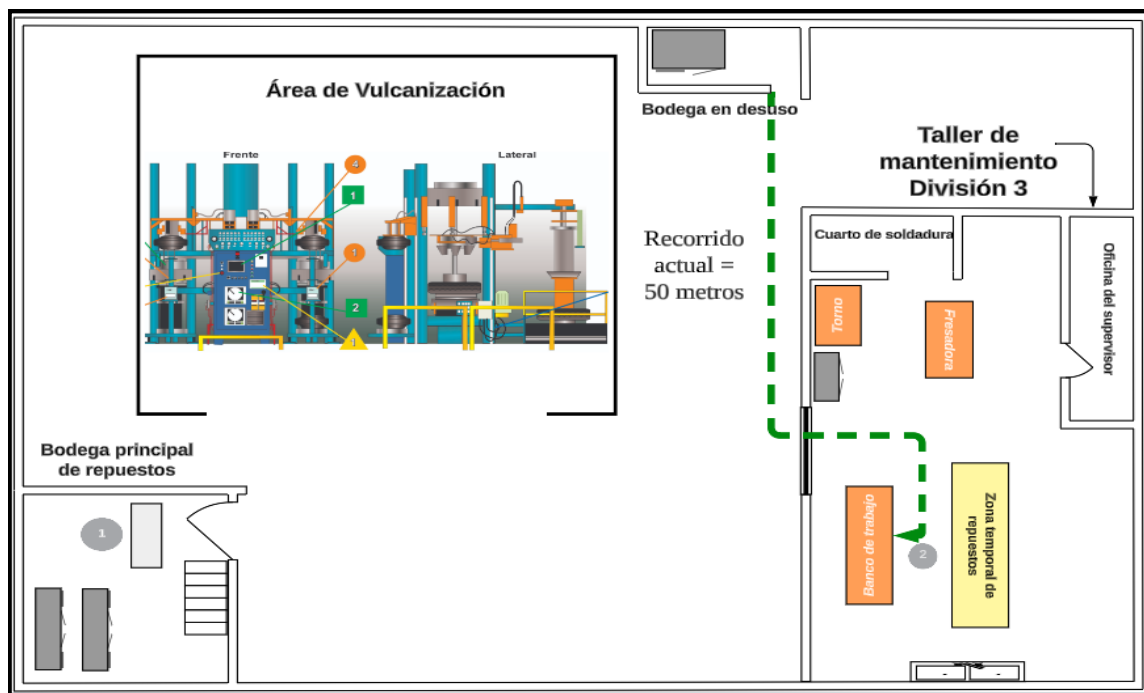 Área de Vulcanización
Frente
Lateral
4
1
1
2
1
Bodega en desuso
Taller de
mantenimiento
División 3
Recorrido
actual =
50 metros
Cuarto de soldadura
Oficina del supervisor
Torno
Fresadora
Bodega principal
de repuestos
1
Banco de trabajo
2
Zona temporal de
repuestos